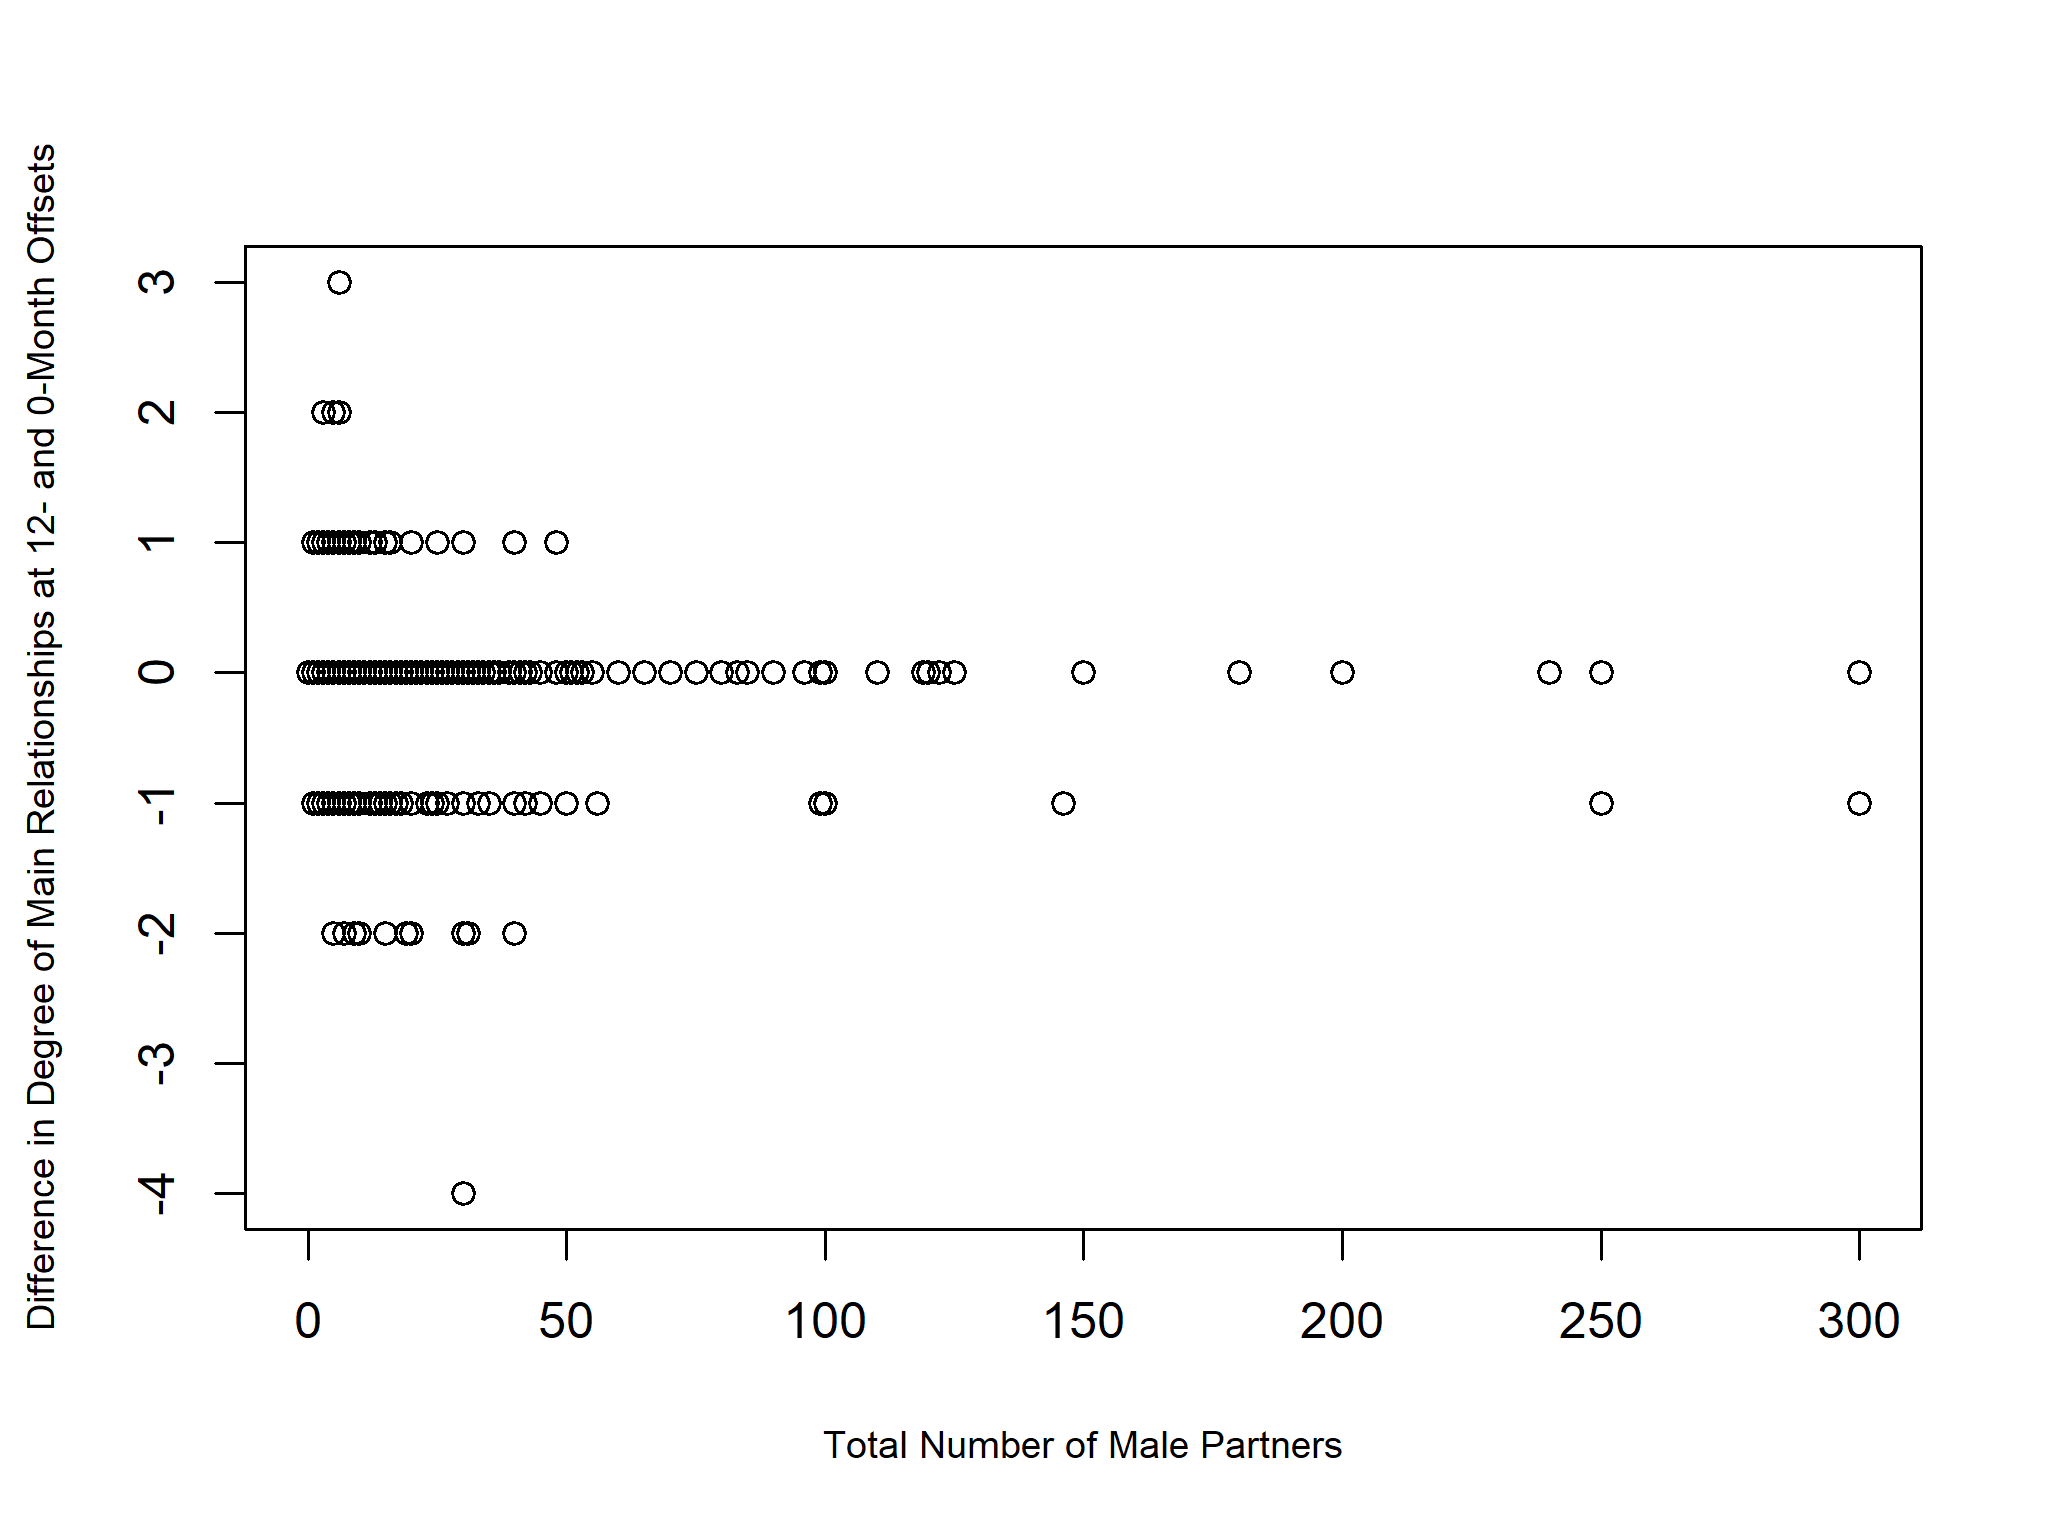 Difference in Degree of Main Relationships at 12- and 0-Month Offsets
3
2
1
0
-1
-2
-3
-4
0 50 100 150 200 250 300
Total Number of Male Partners